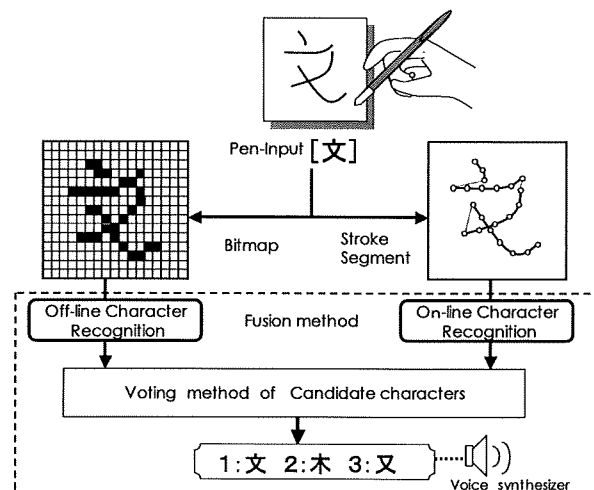 Pen-Input [文]
Bitmap
Stroke
Segment
Off-line Character
Recognition
Fusion method
On-line Character
Recognition
Voting method of Candidate characters
1:文 2:木 3:又
Voice synthesizer